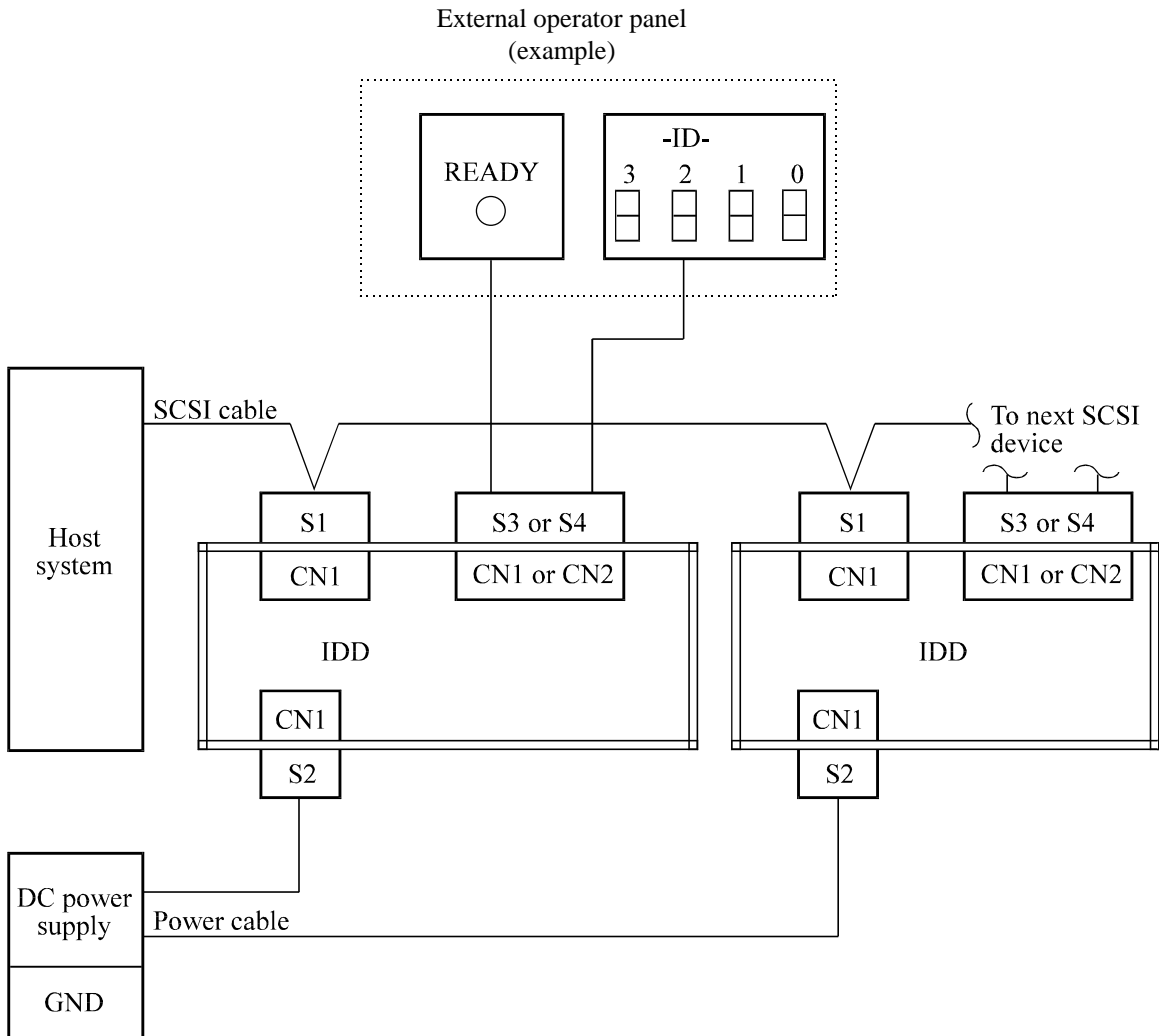 External operator panel
(example)
READY
-ID-
3 2 1 0
SCSI cable
To next SCSI
device
Host
system
S1
S3 or S4
S1
S3 or S4
CN1
CN1 or CN2
CN1
CN1 or CN2
IDD
IDD
CN1
CN1
S2
S2
DC power
supply
Power cable
GND